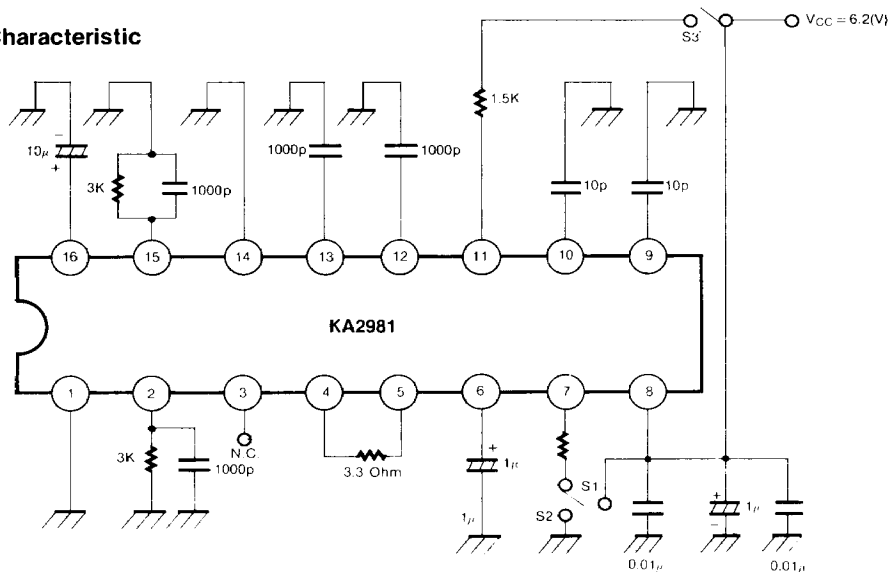 Characteristic
S3
VCC = 6.2(V)
1.5K
10μ
−
+
3K
1000p
1000p
1000p
10p
10p
16
15
14
13
12
11
10
9
KA2981
1
2
3
4
5
6
7
8
3K
1000p
N.C.
3.3 Ohm
+
1μ
1μ
S1
S2
+
1μ
−
0.01μ
0.01μ